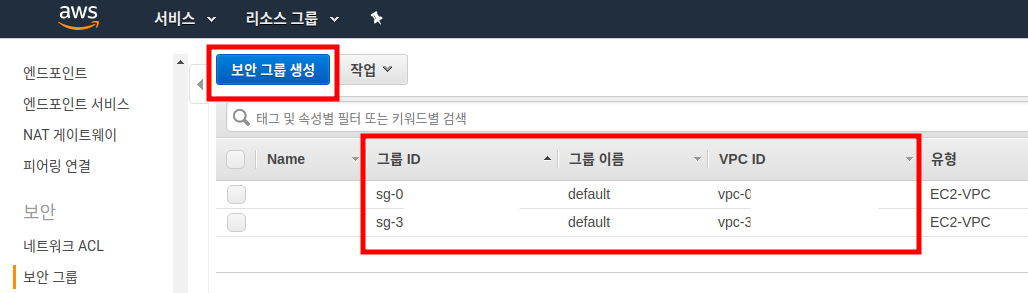 aws 서비스 리소스 그룹
엔드포인트
엔드포인트 서비스
NAT 게이트웨이
피어링 연결
보안
네트워크 ACL
보안 그룹
보안 그룹 생성 작업
태그 및 속성별 필터 또는 키워드별 검색
Name 그룹 ID 그룹 이름 VPC ID 유형
sg-0 default vpc-0 EC2-VPC
sg-3 default vpc-3 EC2-VPC